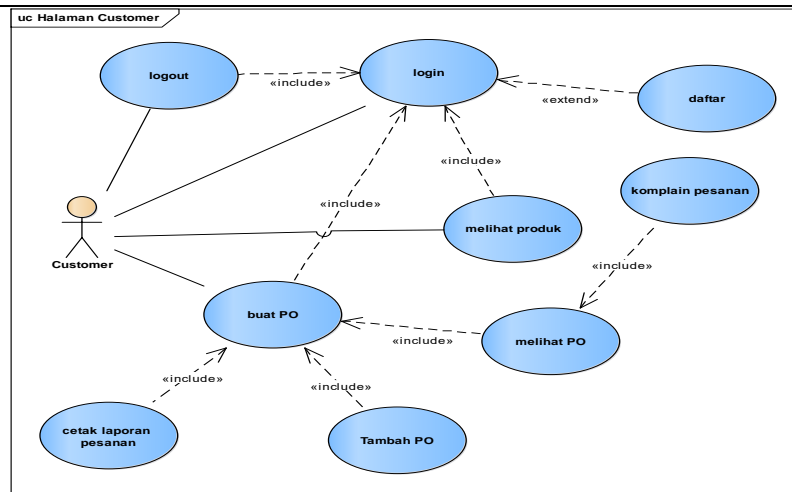 uc Halaman Customer
logout
«include»
login
«extend»
daftar
«include»
komplain pesanan
«include»
melihat produk
Customer
«include»
buat PO
«include»
melihat PO
«include»
«include»
cetak laporan
pesanan
Tambah PO